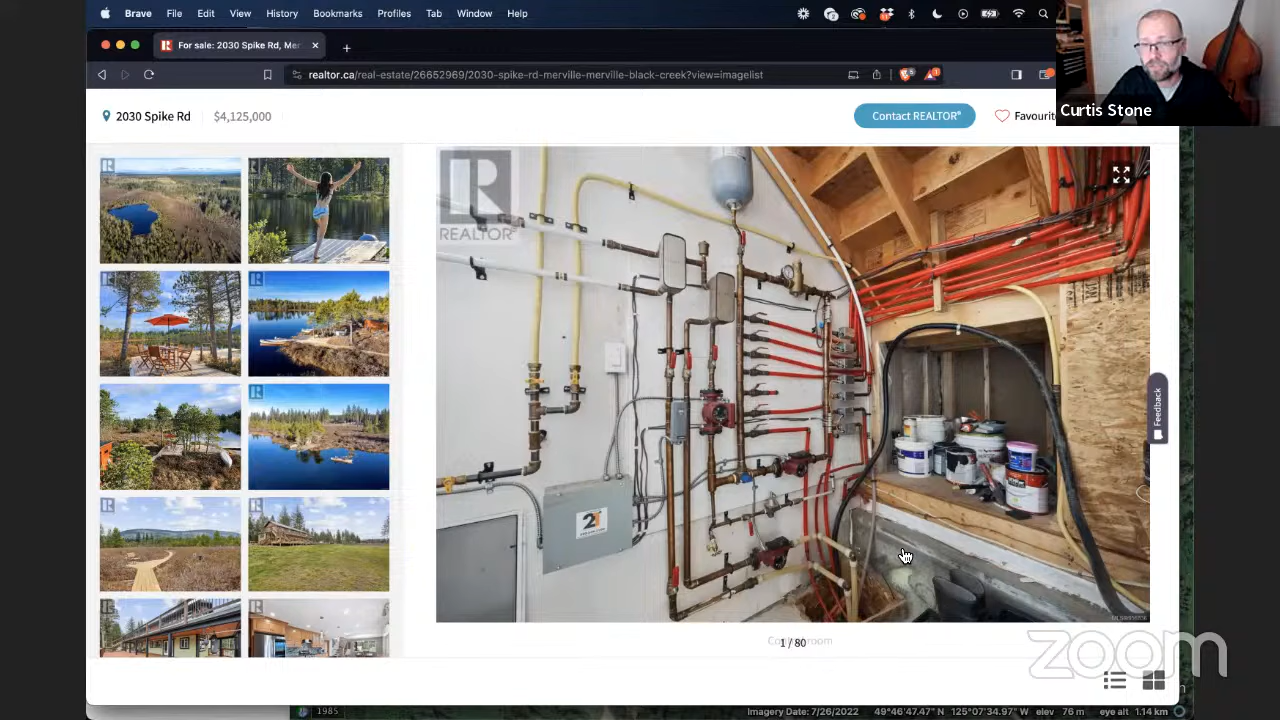 Brave File Edit View History Bookmarks Profiles Tab Window Help
For sale: 2030 Spike Rd, Mer
realtor.ca/real-estate/26652969/2030-spike-rd-merville-merville-black-creek?view=imagelist
Curtis Stone
2030 Spike Rd $4,125,000
Contact REALTOR®
Favourit
R
REALTOR®
21
Feedback
1 / 80
zoom
1985 Imagery Date: 7/26/2022 49°46'47.47" N 125°07'34.97" W elev 76 m eye alt 1.14 km